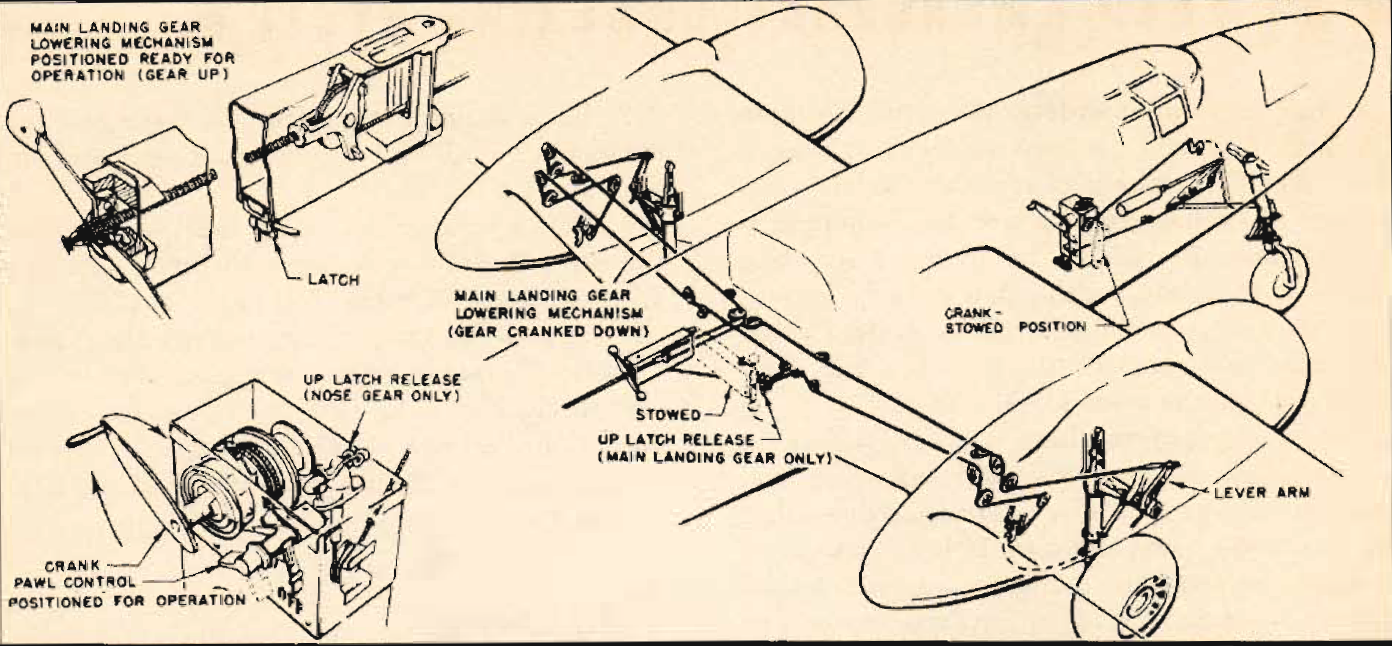 MAIN LANDING GEAR
LOWERING MECHANISM
POSITIONED READY FOR
OPERATION (GEAR UP)
LATCH
MAIN LANDING GEAR
LOWERING MECHANISM
(GEAR CRANKED DOWN)
CRANK-
STOWED POSITION
UP LATCH RELEASE
(NOSE GEAR ONLY)
STOWED
UP LATCH RELEASE
(MAIN LANDING GEAR ONLY)
LEVER ARM
CRANK
PAWL CONTROL
POSITIONED FOR OPERATION
OFF